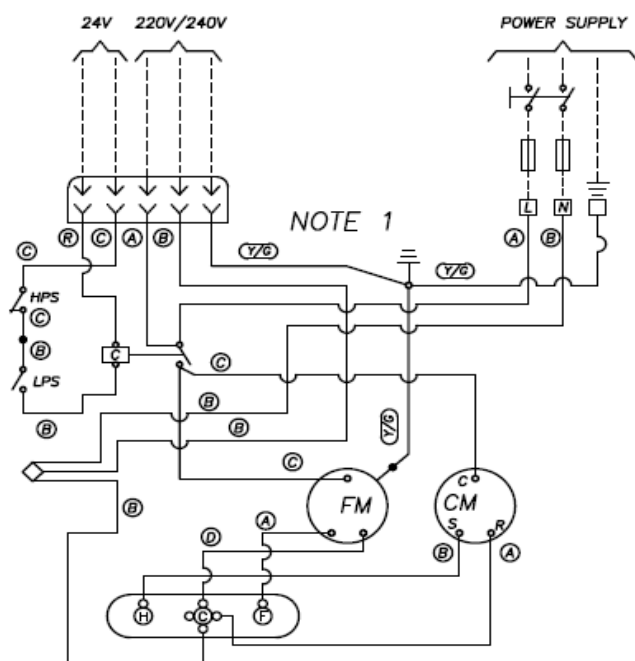 24V 220V/240V POWER SUPPLY
L N
R C A B NOTE 1 A B
C Y/G Y/G
HPS
C
B C C
LPS B
B B Y/G
C C
B FM CM
A S R
D B A
H C F